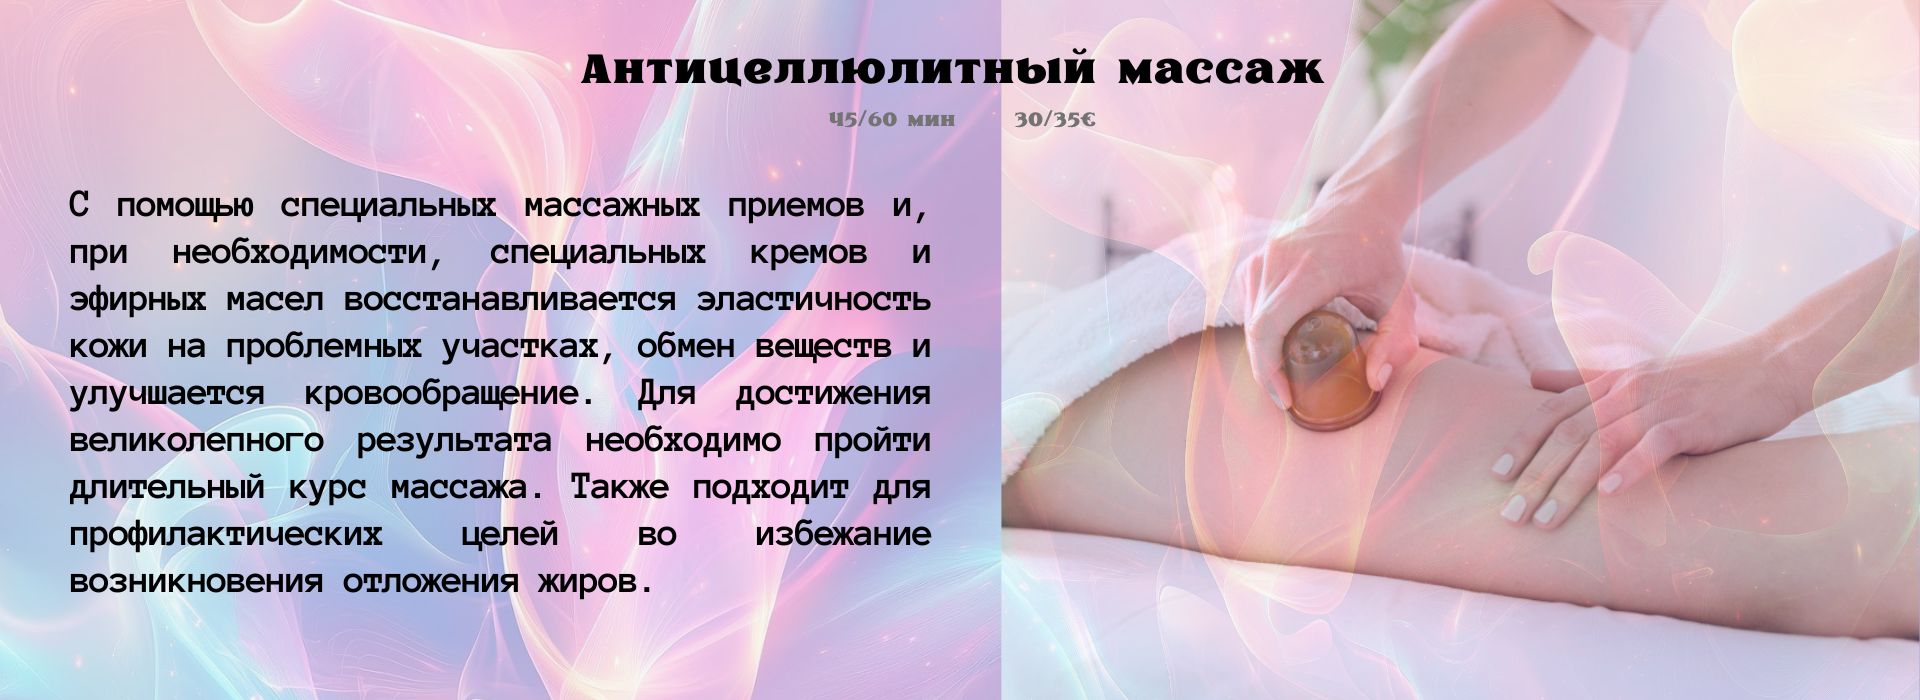 Антицеллюлитный массаж
45/60 мин 30/35€
С помощью специальных массажных приемов и,
при необходимости, специальных кремов и
эфирных масел восстанавливается эластичность
кожи на проблемных участках, обмен веществ и
улучшается кровообращение. Для достижения
великолепного результата необходимо пройти
длительный курс массажа. Также подходит для
профилактических целей во избежание
возникновения отложения жиров.